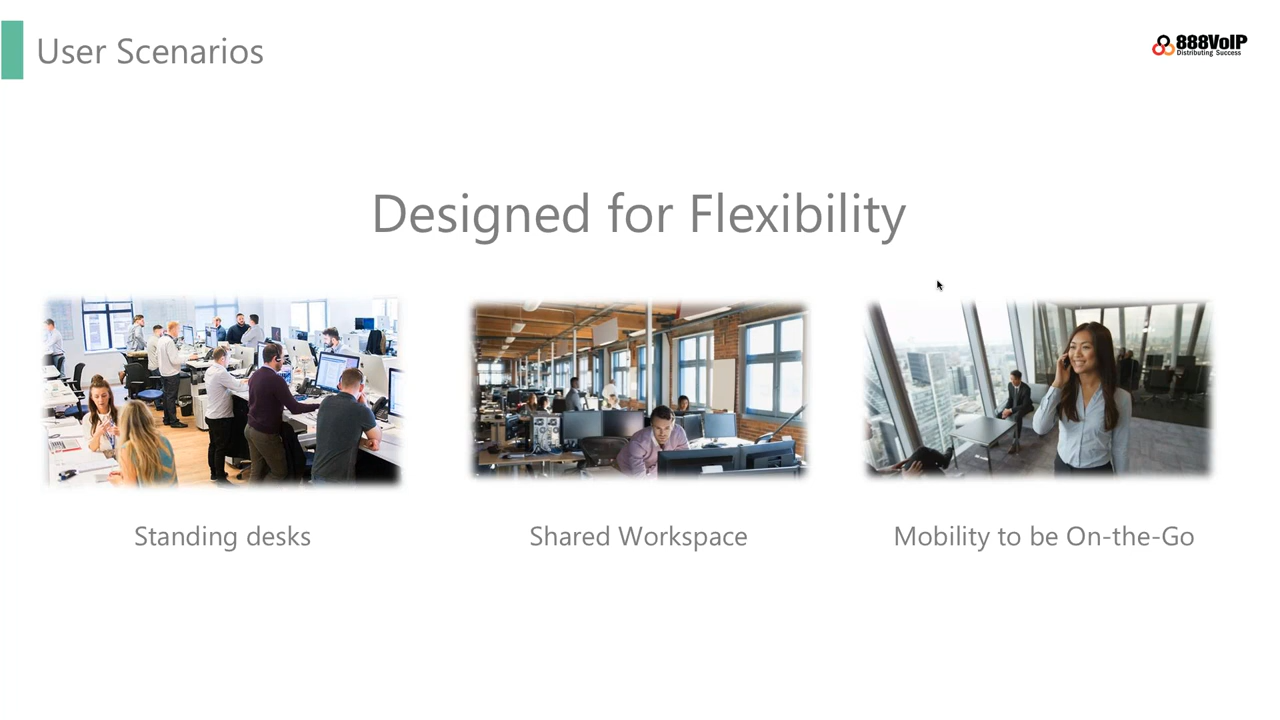 User Scenarios
888VoIP
Distributing Success
Designed for Flexibility
Standing desks
Shared Workspace
Mobility to be On-the-Go